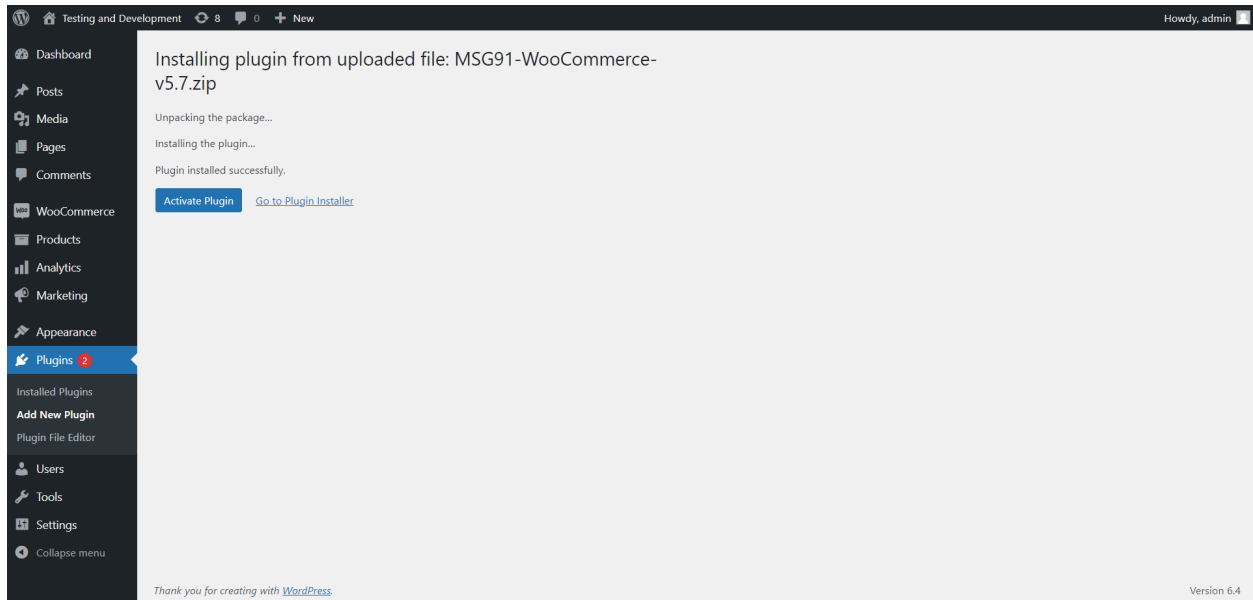 Testing and Development 8 0 New Howdy, admin
Dashboard
Posts
Media
Pages
Comments
WooCommerce
Products
Analytics
Marketing
Appearance
Plugins 2
Installed Plugins
Add New Plugin
Plugin File Editor
Users
Tools
Settings
Collapse menu
Installing plugin from uploaded file: MSG91-WooCommerce-
v5.7.zip
Unpacking the package...
Installing the plugin...
Plugin installed successfully.
Activate Plugin Go to Plugin Installer
Thank you for creating with WordPress. Version 6.4